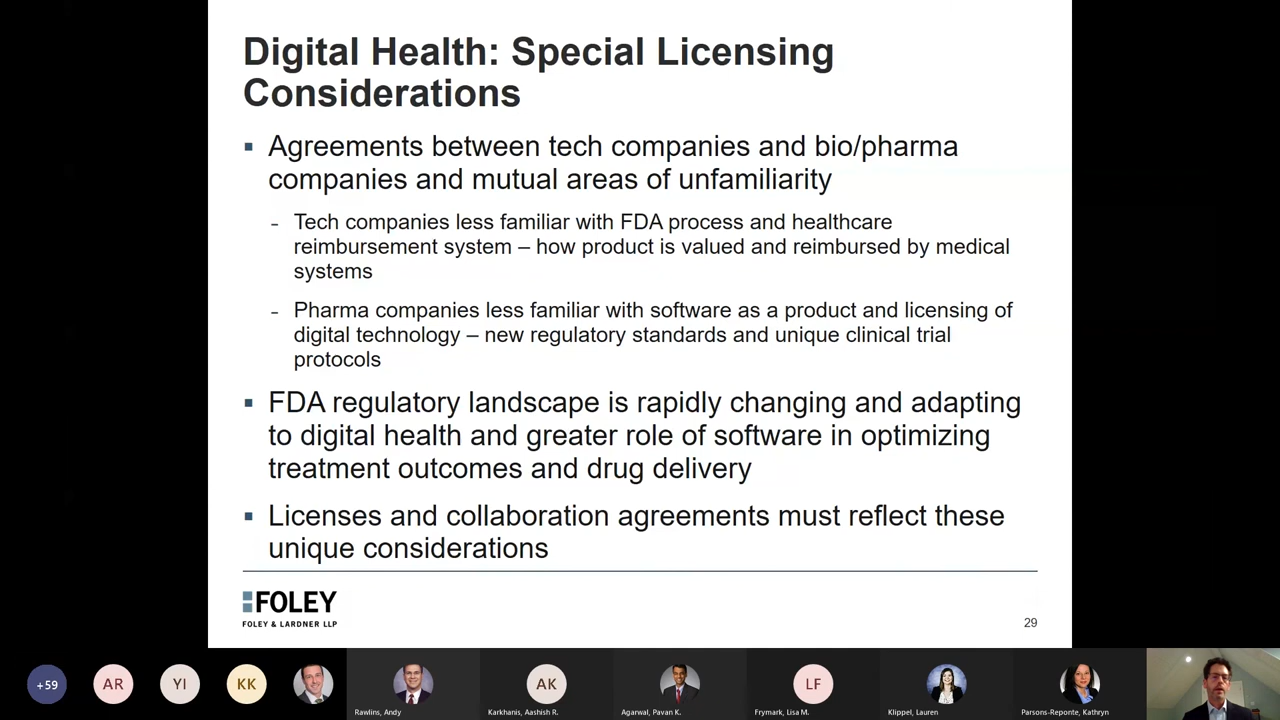 Digital Health: Special Licensing
Considerations
▪ Agreements between tech companies and bio/pharma
companies and mutual areas of unfamiliarity
- Tech companies less familiar with FDA process and healthcare
reimbursement system – how product is valued and reimbursed by medical
systems
- Pharma companies less familiar with software as a product and licensing of
digital technology – new regulatory standards and unique clinical trial
protocols
▪ FDA regulatory landscape is rapidly changing and adapting
to digital health and greater role of software in optimizing
treatment outcomes and drug delivery
▪ Licenses and collaboration agreements must reflect these
unique considerations
FOLEY
FOLEY & LARDNER LLP
29
+59
AR
YI
KK
AK
LF
Rawlins, Andy
Karkhanis, Aashish R.
Agarwal, Pavan K.
Frymark, Lisa M.
Klippel, Lauren
Parsons-Reponte, Kathryn